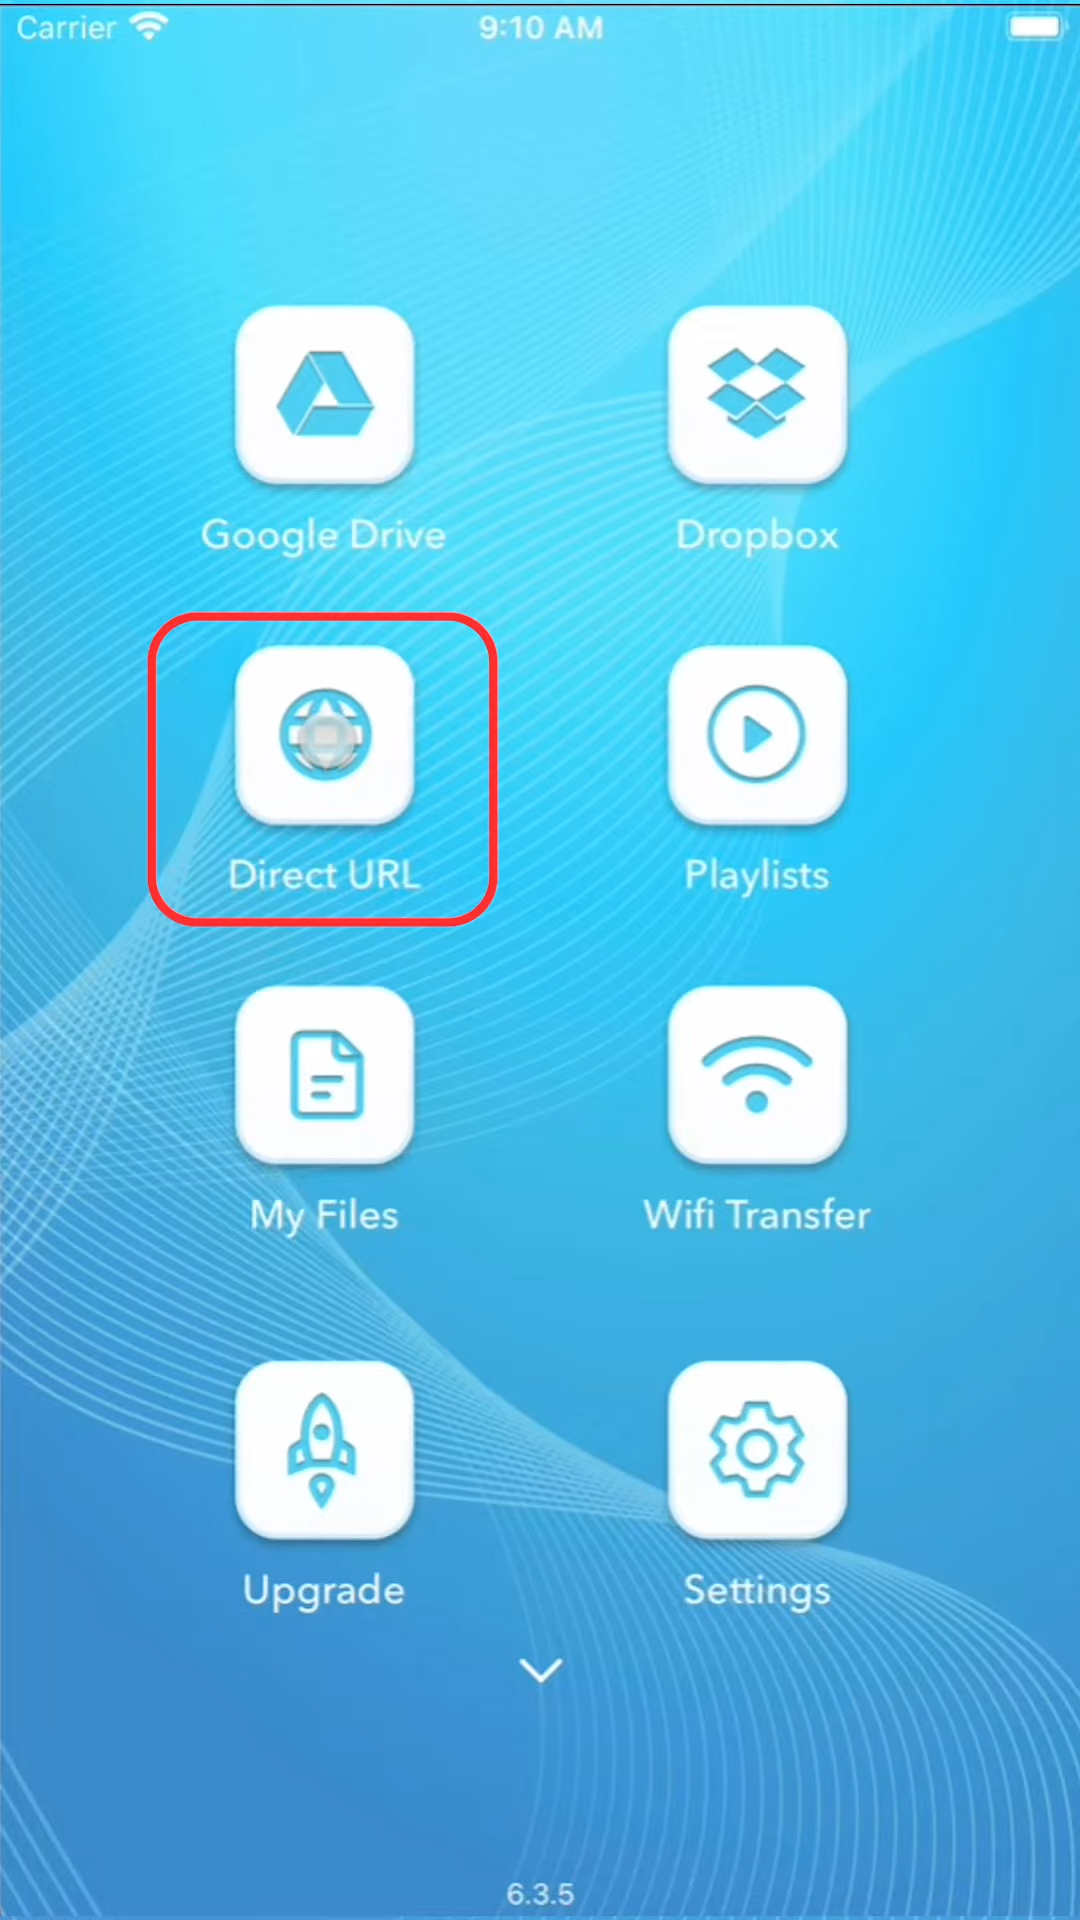 Carrier 9:10 AM
Google Drive Dropbox
Direct URL Playlists
My Files Wifi Transfer
Upgrade Settings
6.3.5